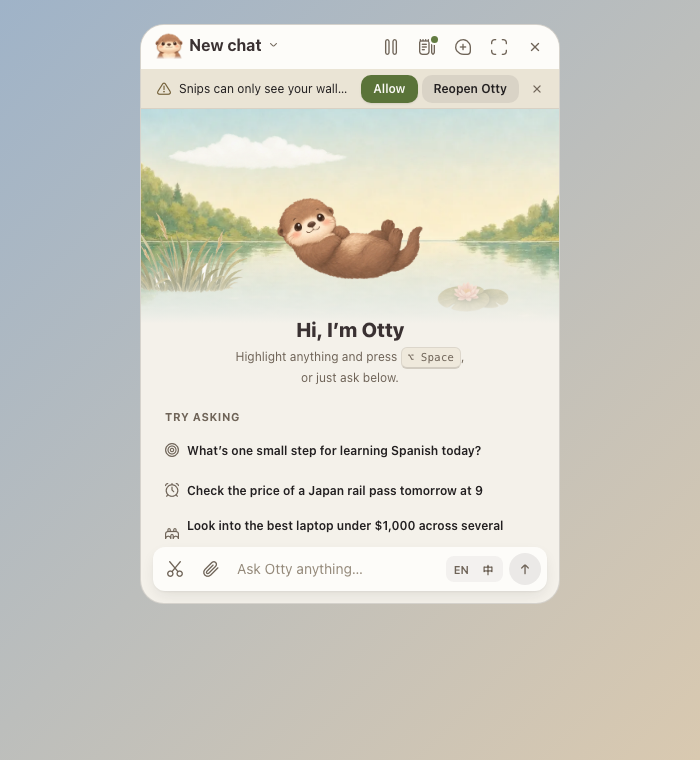 New chat
Snips can only see your wall...
Allow
Reopen Otty
Hi, I'm Otty
Highlight anything and press ⌥ Space,
or just ask below.
TRY ASKING
What's one small step for learning Spanish today?
Check the price of a Japan rail pass tomorrow at 9
Look into the best laptop under $1,000 across several
Ask Otty anything...
EN 中